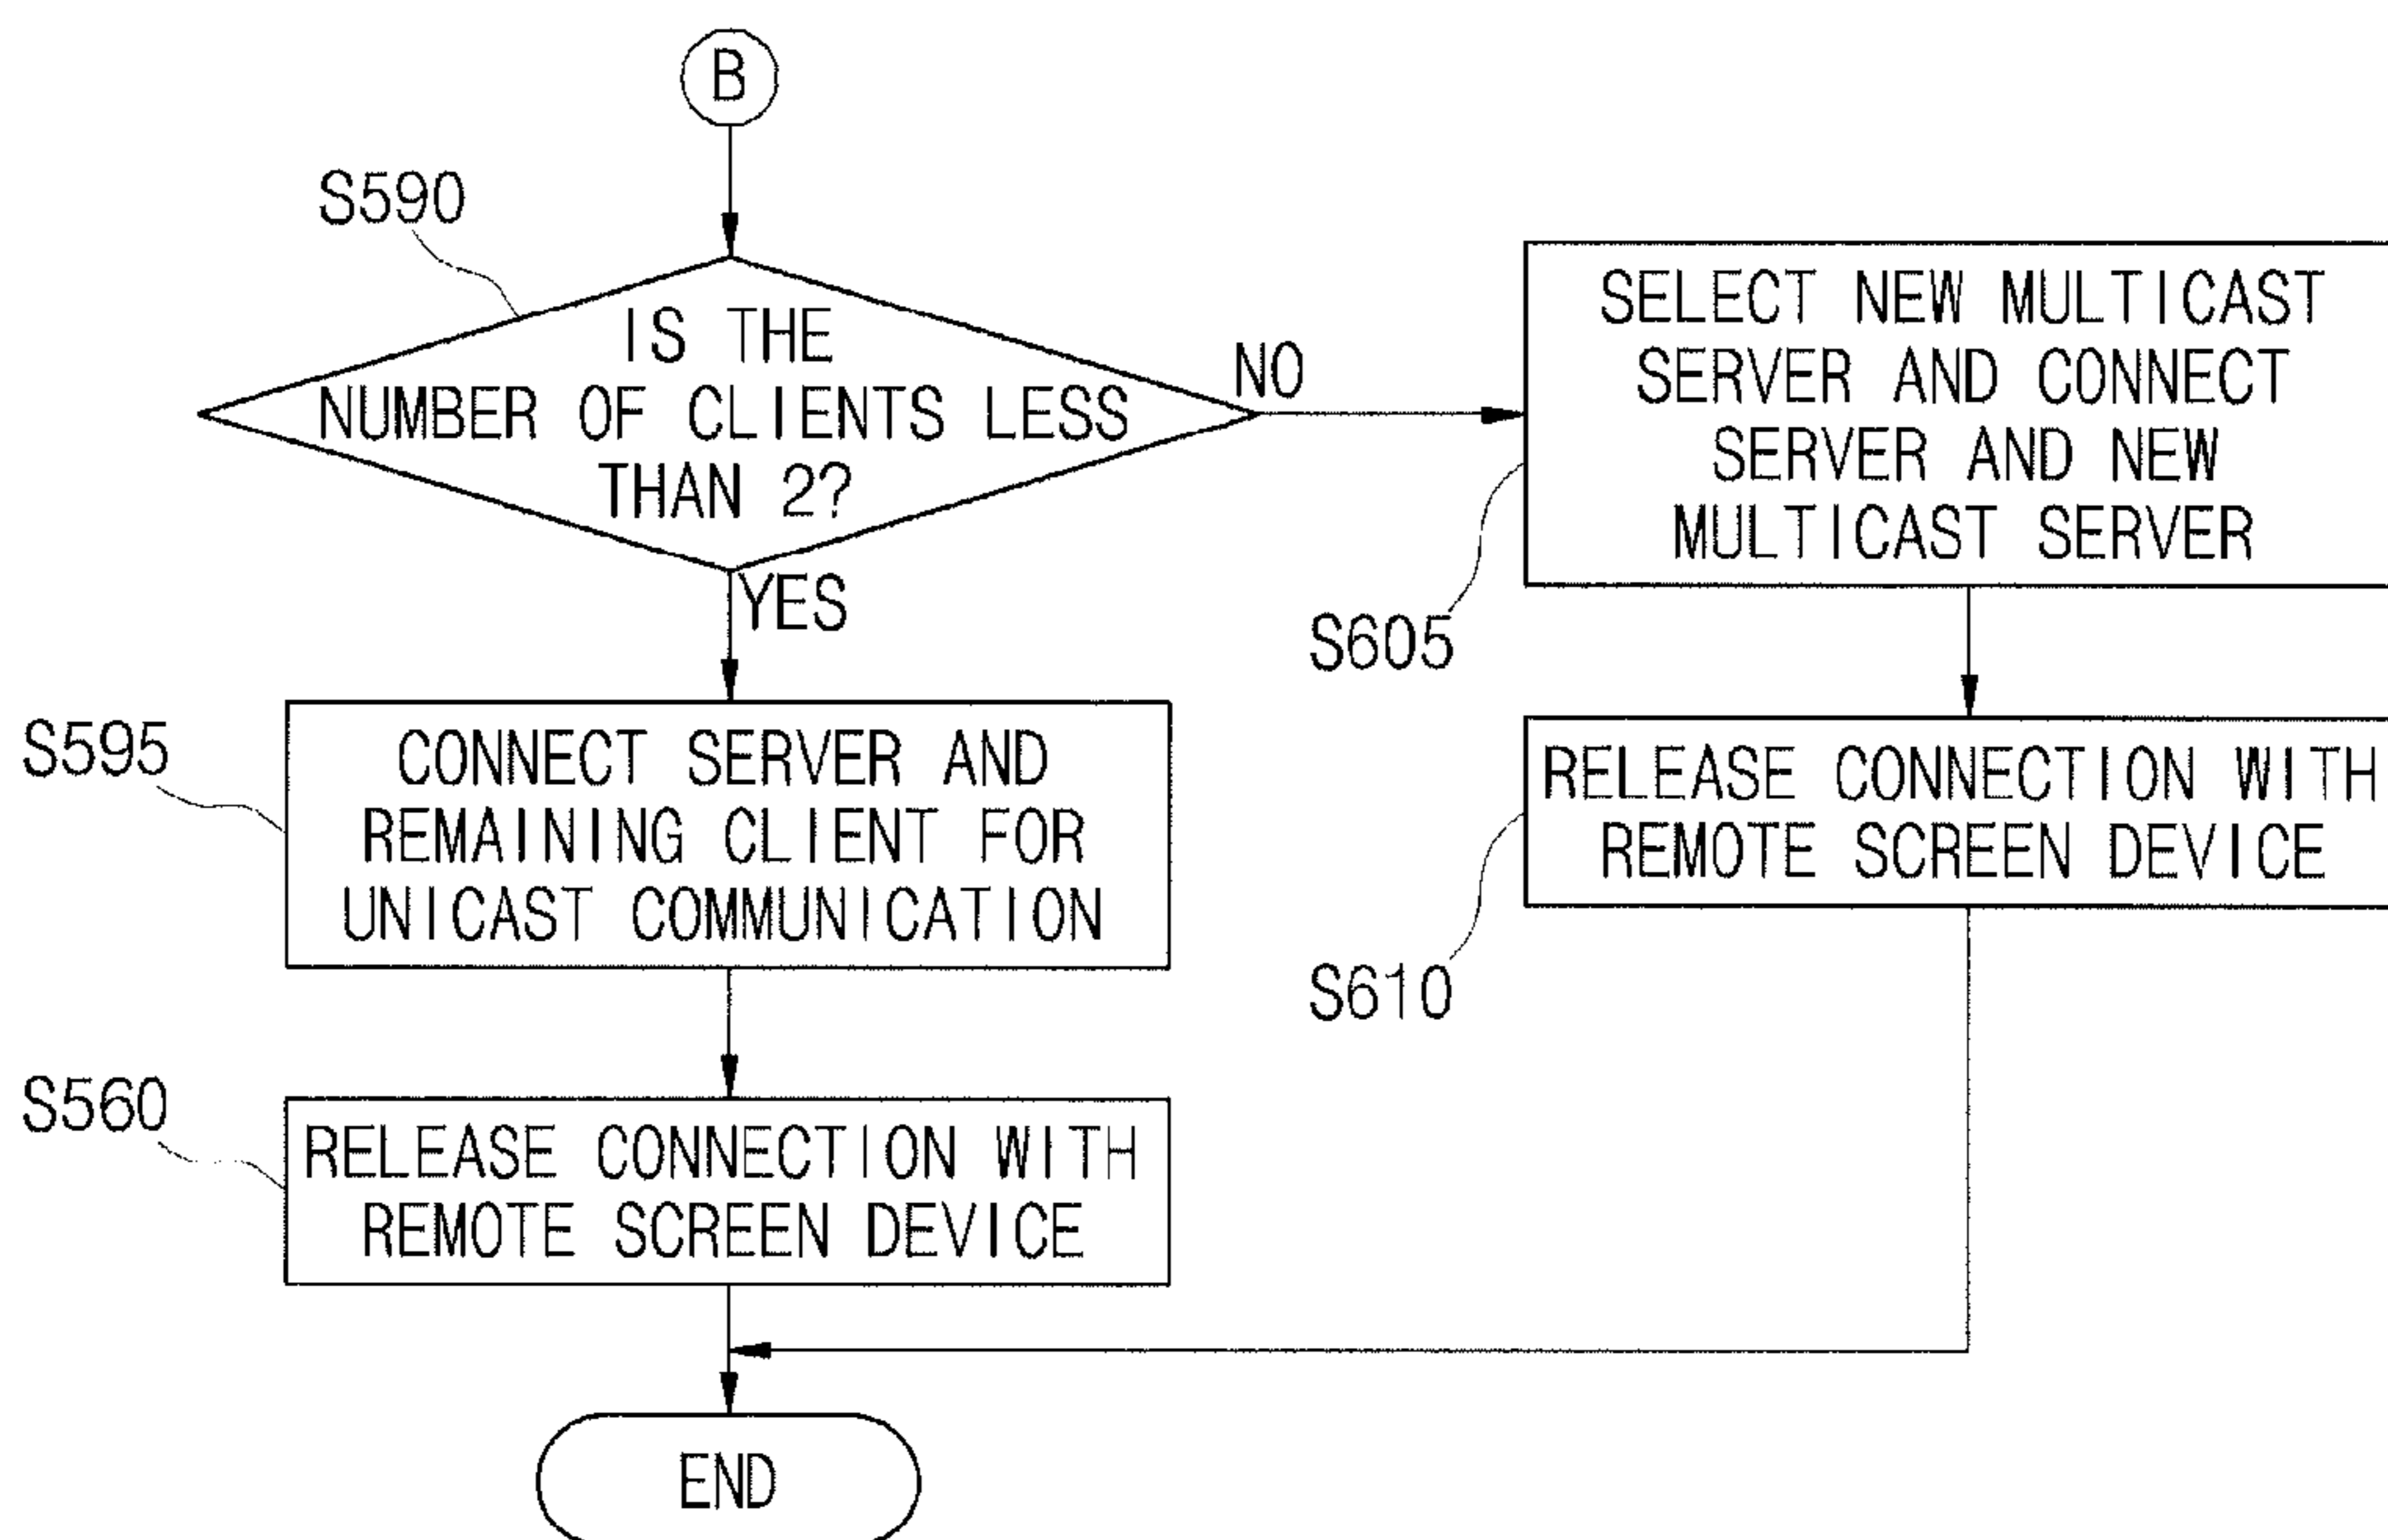 B
S590
IS THE
NUMBER OF CLIENTS LESS
THAN 2?
NO
YES
SELECT NEW MULTICAST
SERVER AND CONNECT
SERVER AND NEW
MULTICAST SERVER
S605
S595
CONNECT SERVER AND
REMAINING CLIENT FOR
UNICAST COMMUNICATION
RELEASE CONNECTION WITH
REMOTE SCREEN DEVICE
S610
S560
RELEASE CONNECTION WITH
REMOTE SCREEN DEVICE
END